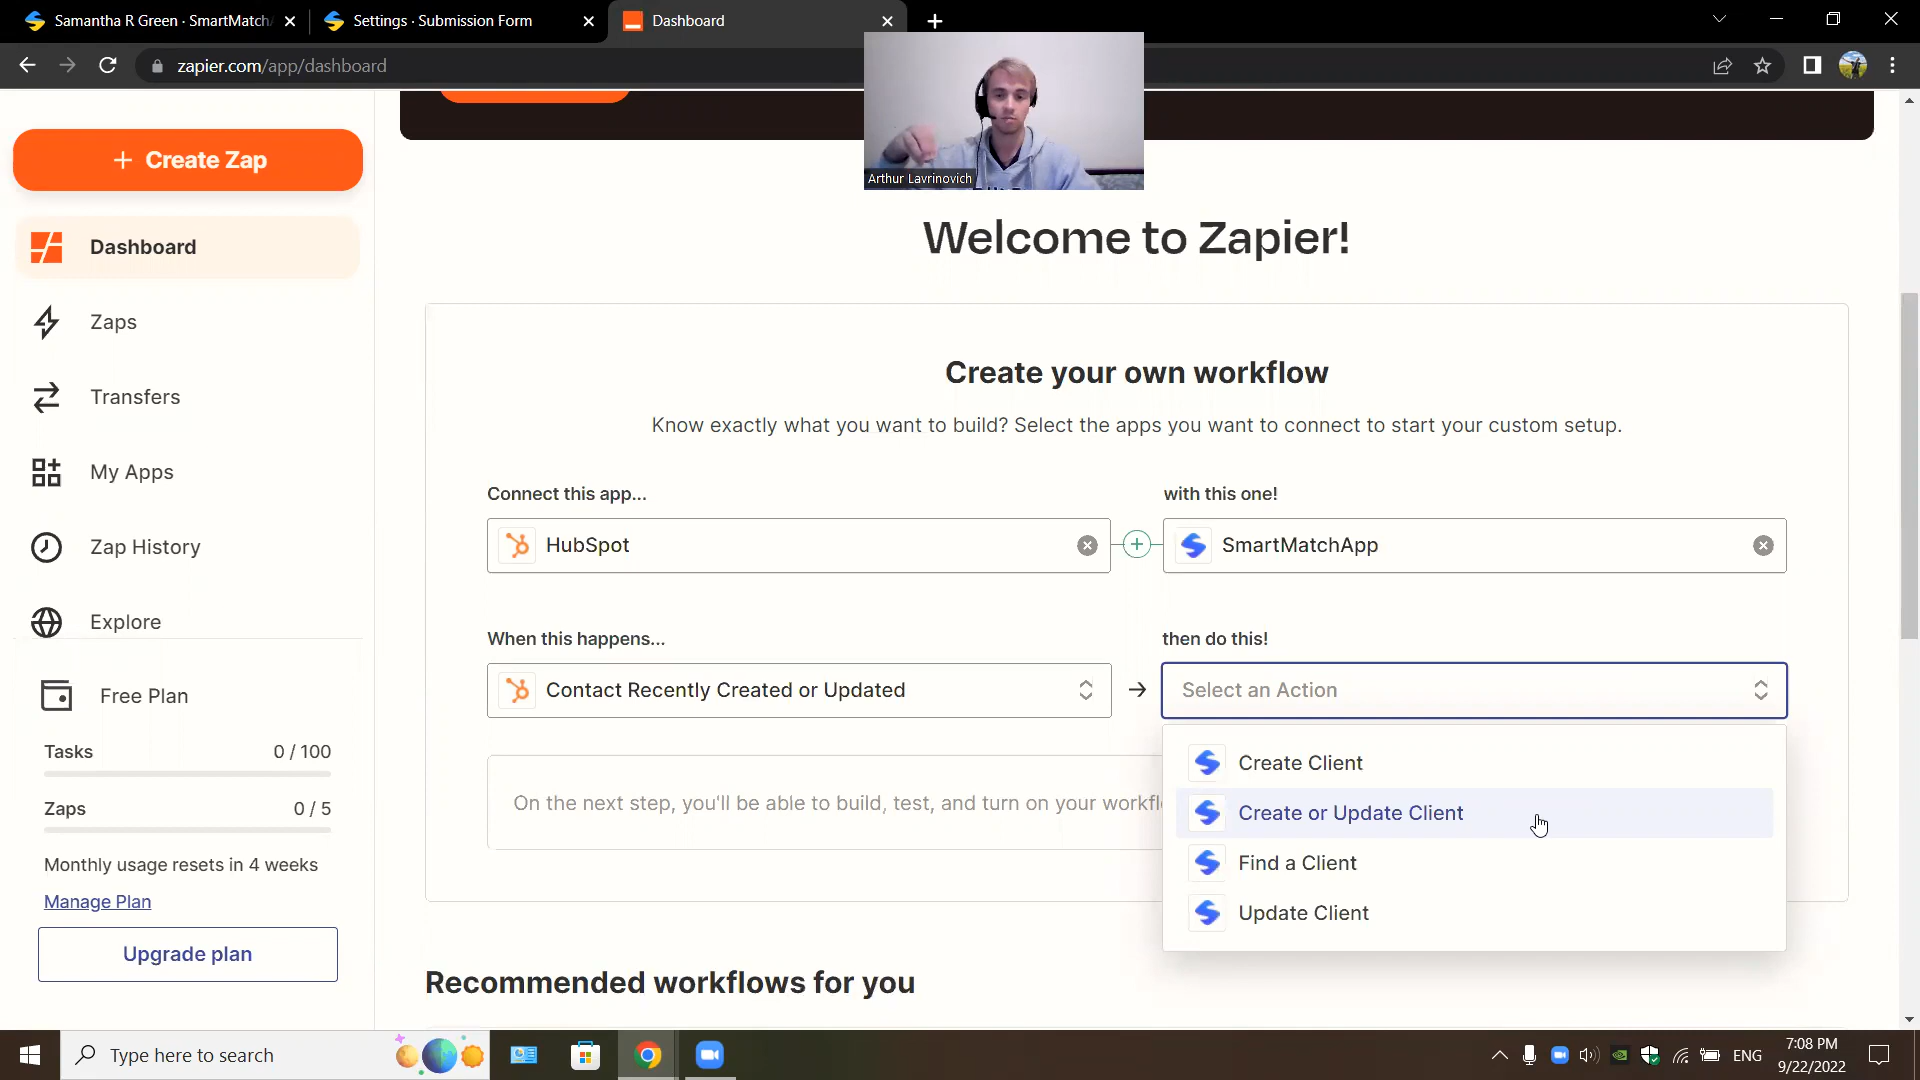 Samantha R Green · SmartMatch
Settings · Submission Form
Dashboard
zapier.com/app/dashboard
Arthur Lavrinovich
+ Create Zap
Dashboard
Zaps
Transfers
My Apps
Zap History
Explore
Free Plan
Tasks 0 / 100
Zaps 0 / 5
Monthly usage resets in 4 weeks
Manage Plan
Upgrade plan
Welcome to Zapier!
Create your own workflow
Know exactly what you want to build? Select the apps you want to connect to start your custom setup.
Connect this app...
with this one!
HubSpot
SmartMatchApp
When this happens...
then do this!
Contact Recently Created or Updated
Select an Action
On the next step, you'll be able to build, test, and turn on your workfl
Create Client
Create or Update Client
Find a Client
Update Client
Recommended workflows for you
Type here to search
ENG
7:08 PM
9/22/2022